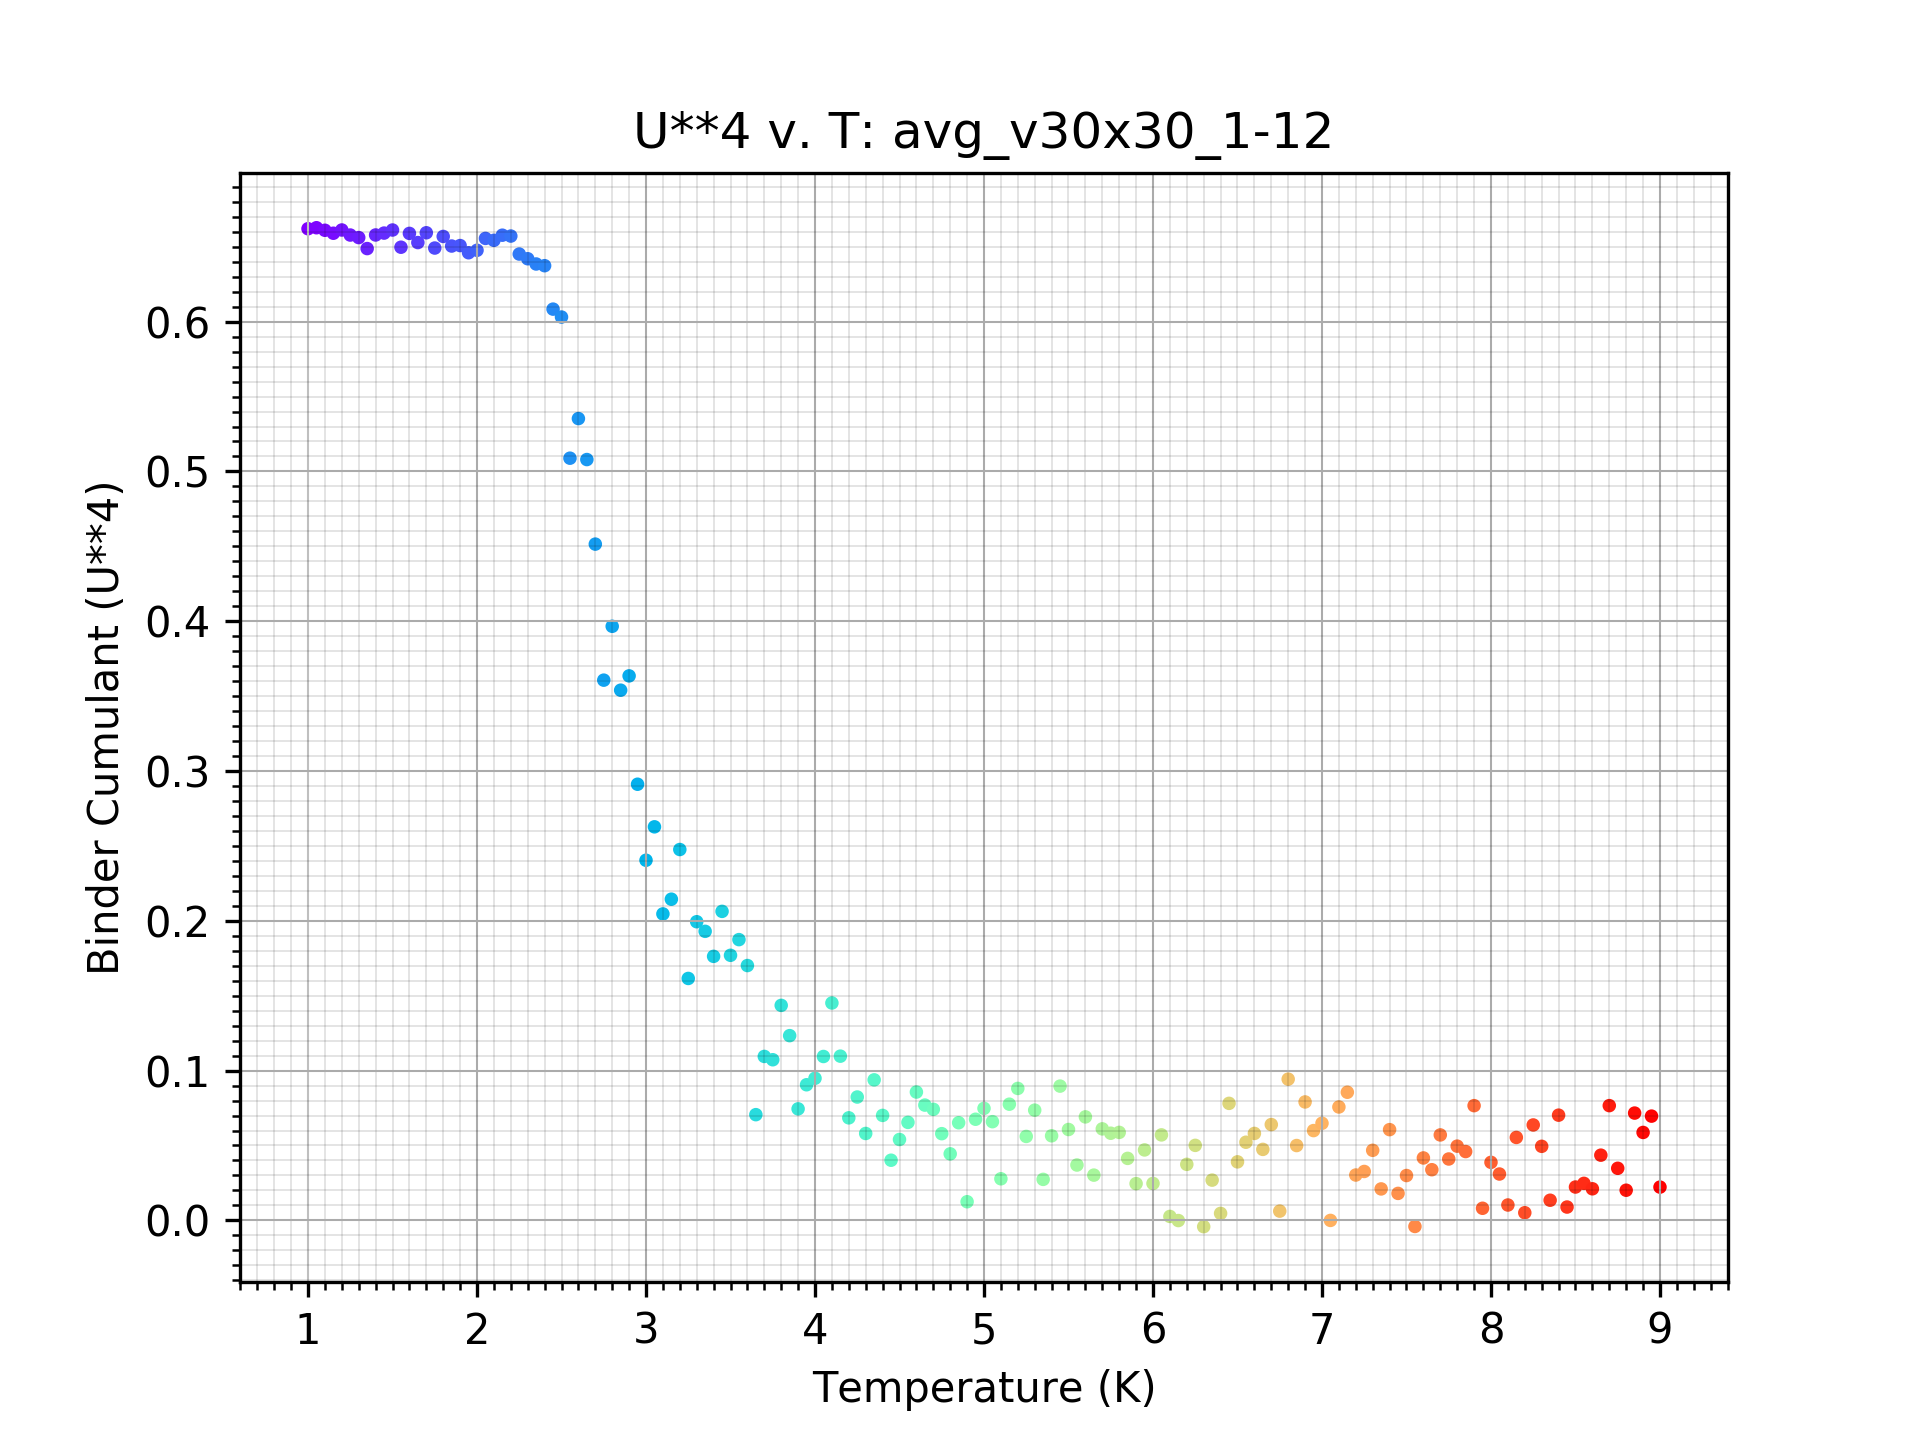 U**4 v. T: avg_v30x30_1-12
Binder Cumulant (U**4)
0.6
0.5
0.4
0.3
0.2
0.1
0.0
1 2 3 4 5 6 7 8 9
Temperature (K)